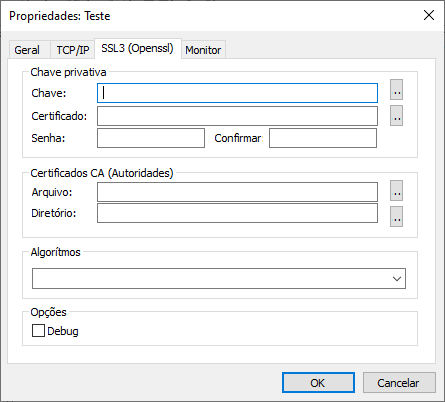 Propriedades: Teste
Geral TCP/IP SSL3 (Openssl) Monitor
Chave privativa
Chave: ..
Certificado: ..
Senha: Confirmar
Certificados CA (Autoridades)
Arquivo: ..
Diretório: ..
Algorítmos
Opções
Debug
OK Cancelar